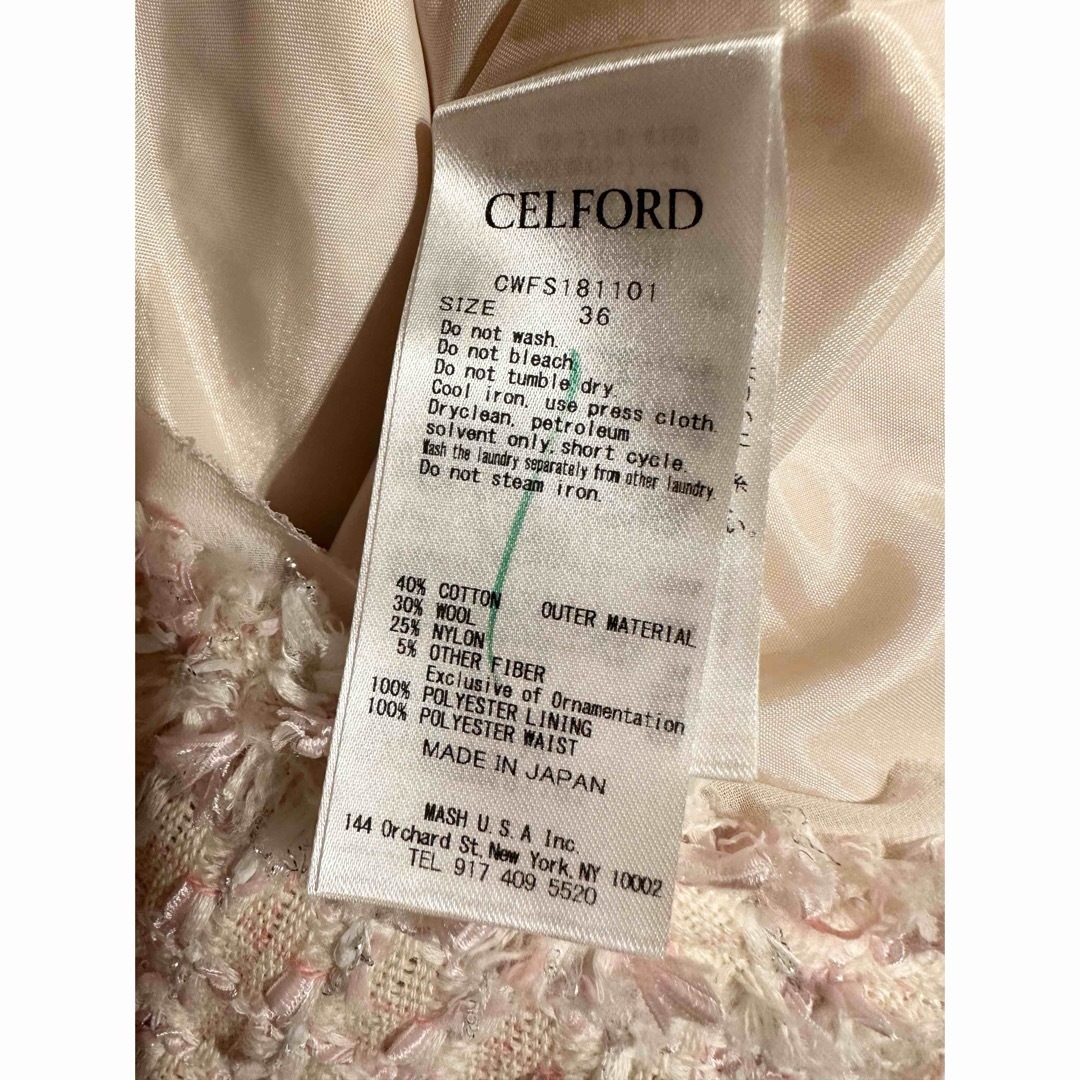 CELFORD
CWFS181101
SIZE 36
Do not wash.
Do not bleach.
Do not tumble dry.
Cool iron, use press cloth.
Dryclean, petroleum
solvent only, short cycle.
Wash the laundry separately from other laundry.
Do not steam iron.
40% COTTON OUTER MATERIAL
30% WOOL
25% NYLON
5% OTHER FIBER
Exclusive of Ornamentation
100% POLYESTER LINING
100% POLYESTER WAIST
MADE IN JAPAN
MASH U.S.A Inc.
144 Orchard St. New York, NY 10002
TEL 917 409 5520